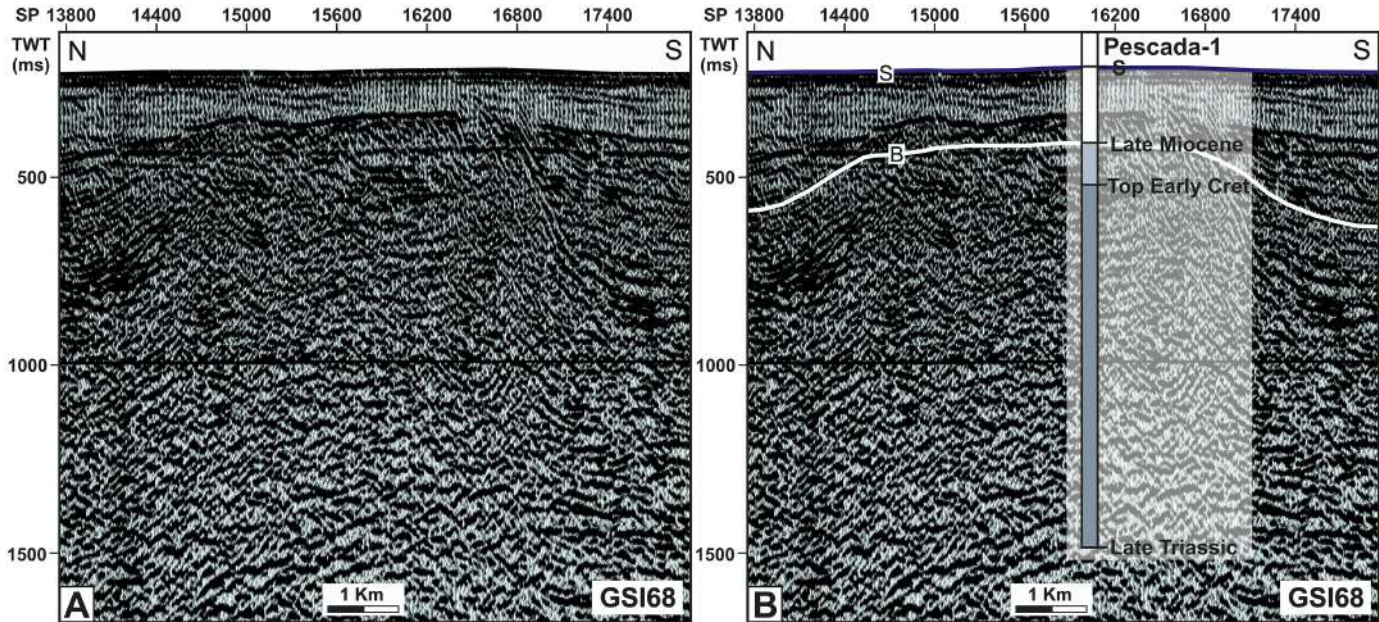 SP 13800 14400 15000 15600 16200 16800 17400
SP 13800 14400 15000 15600 16200 16800 17400
TWT
(ms)
N
S
500
1000
1500
A
1 Km
GSI68
TWT
(ms)
N
Pescada-1
S
S
S
Late Miocene
B
500
Top Early Cret
1000
1500
Late Triassic
B
1 Km
GSI68